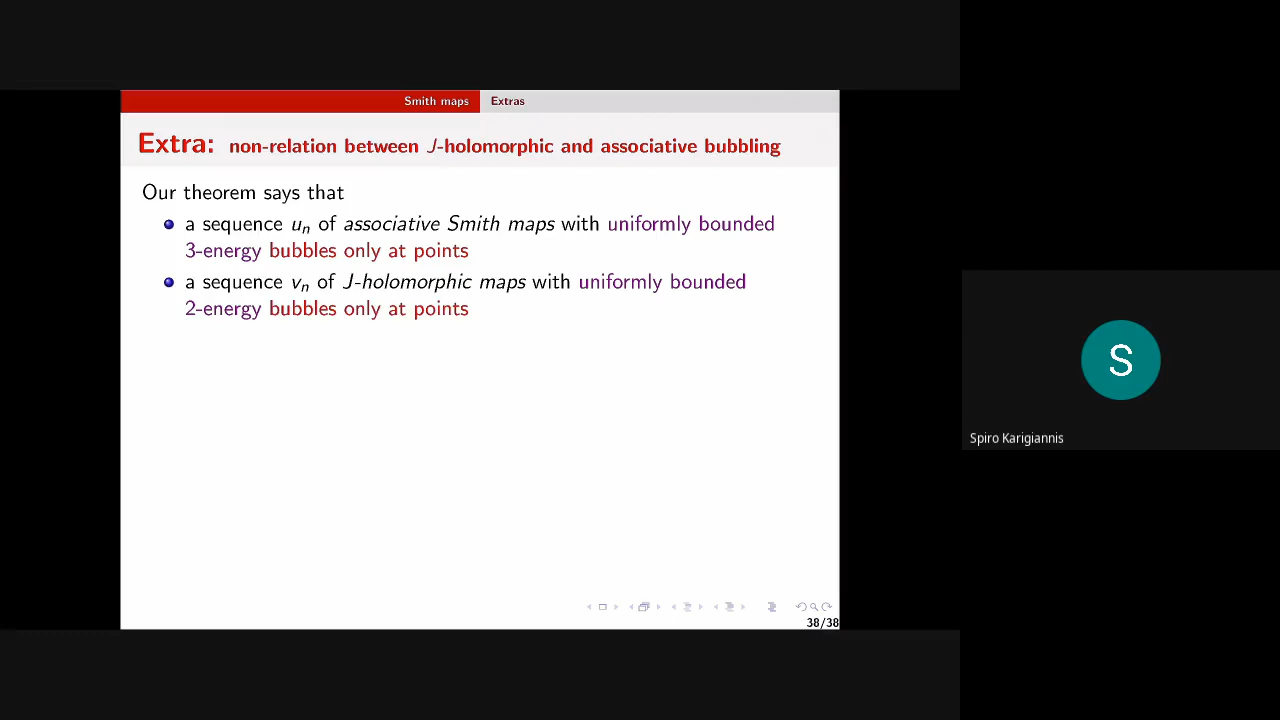 Smith maps Extras
Extra: non-relation between J-holomorphic and associative bubbling
Our theorem says that
a sequence uₙ of associative Smith maps with uniformly bounded
3-energy bubbles only at points
a sequence vₙ of J-holomorphic maps with uniformly bounded
2-energy bubbles only at points
38/38
S
Spiro Karigiannis